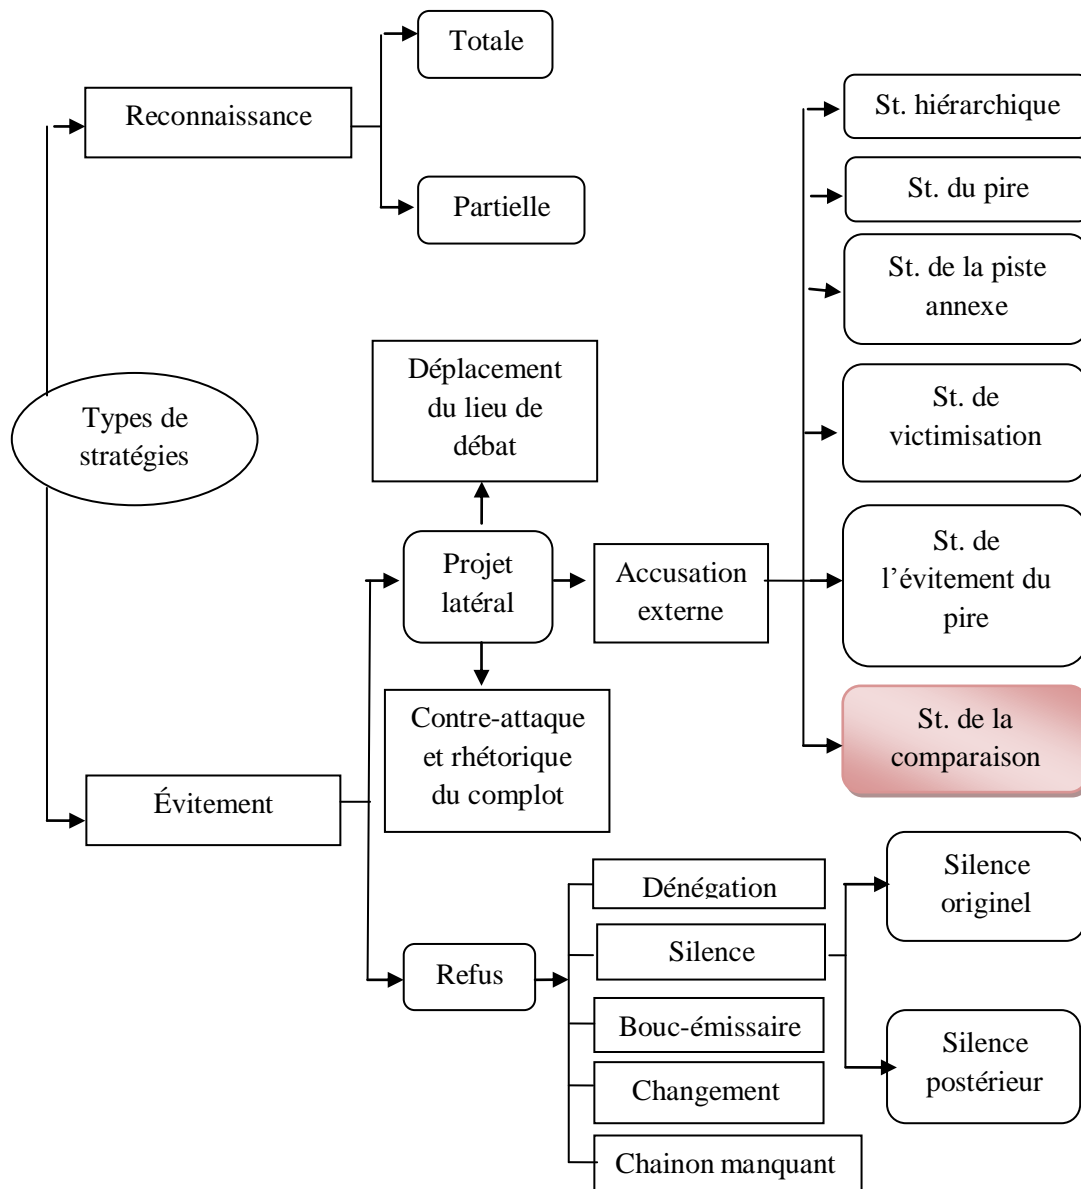 Totale
Reconnaissance
Partielle
St. hiérarchique
St. du pire
St. de la piste
annexe
St. de
victimisation
St. de
l’évitement du
pire
St. de la
comparaison
Types de
stratégies
Déplacement
du lieu de
débat
Projet
latéral
Accusation
externe
Contre-attaque
et rhétorique
du complot
Évitement
Refus
Dénégation
Silence
Bouc-émissaire
Changement
Chainon manquant
Silence
originel
Silence
postérieur